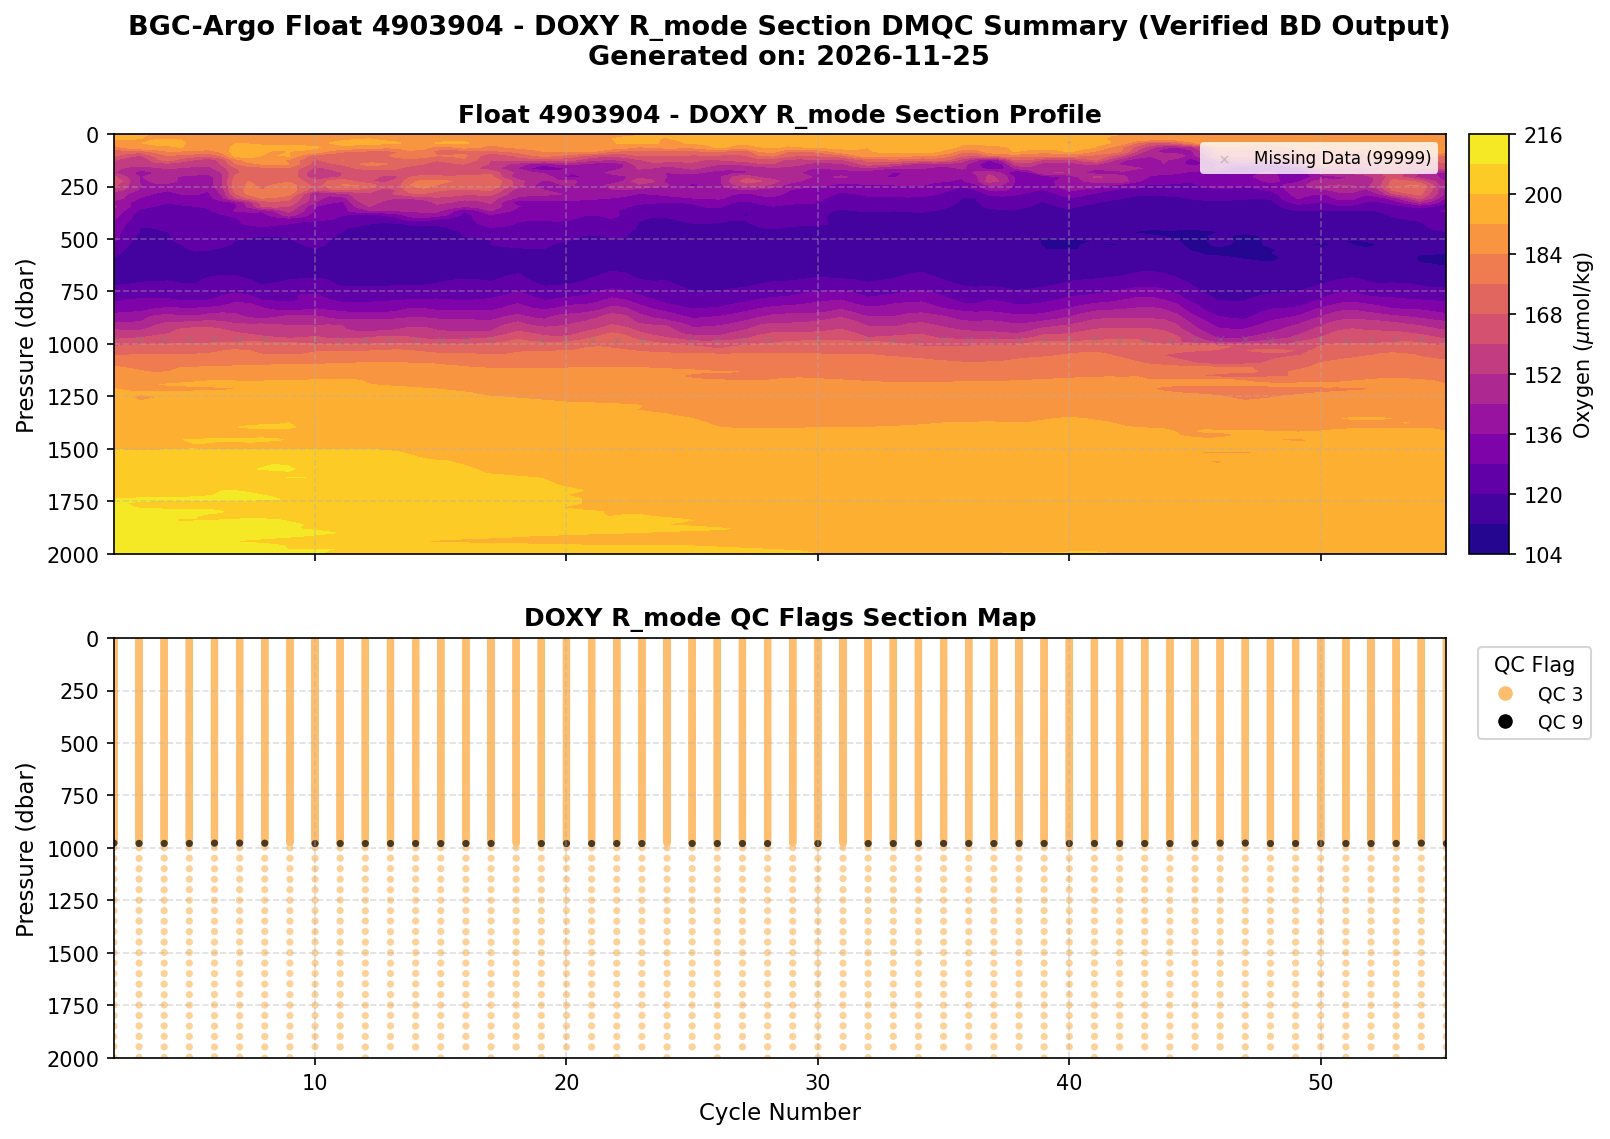 BGC-Argo Float 4903904 - DOXY R_mode Section DMQC Summary (Verified BD Output)
Generated on: 2026-11-25
Float 4903904 - DOXY R_mode Section Profile
Missing Data (99999)
Pressure (dbar)
0
250
500
750
1000
1250
1500
1750
2000
216
200
184
168
152
136
120
104
Oxygen (μmol/kg)
DOXY R_mode QC Flags Section Map
Pressure (dbar)
0
250
500
750
1000
1250
1500
1750
2000
QC Flag
QC 3
QC 9
10 20 30 40 50
Cycle Number